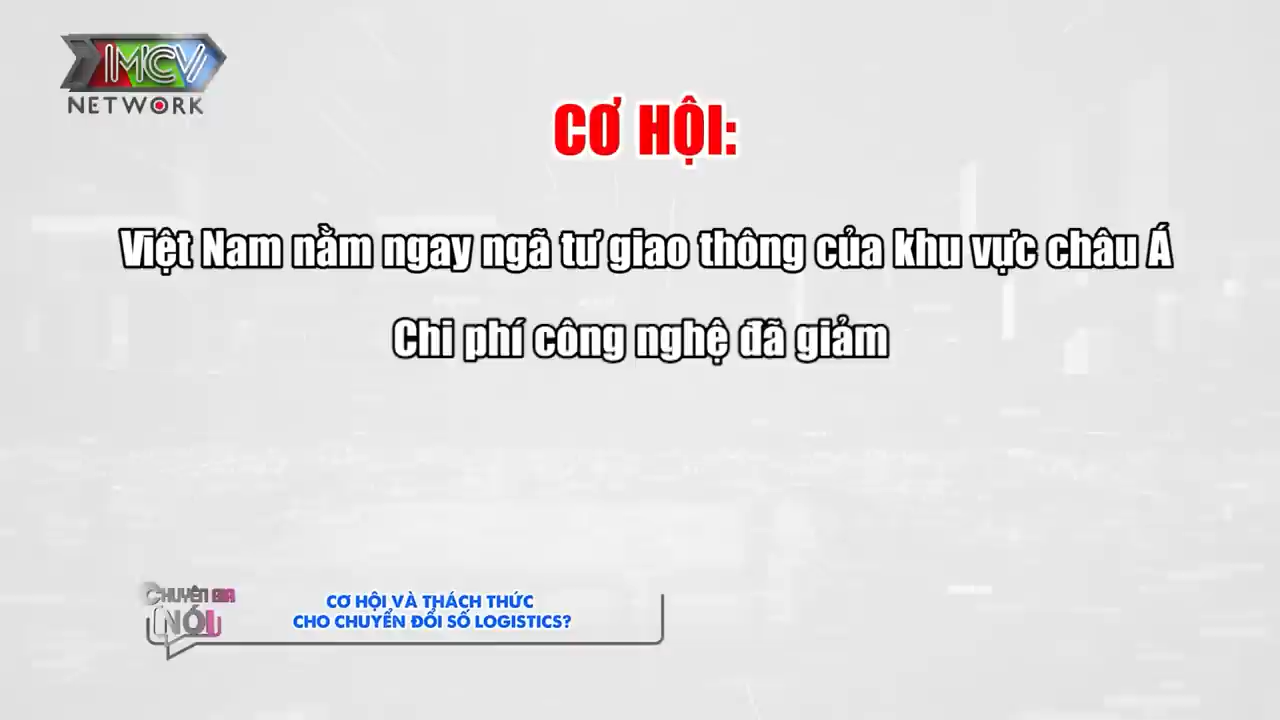 MCV
NETWORK
CƠ HỘI:
Việt Nam nằm ngay ngã tư giao thông của khu vực châu Á
Chi phí công nghệ đã giảm
CHUYÊN GIA
NÓI
CƠ HỘI VÀ THÁCH THỨC
CHO CHUYỂN ĐỔI SỐ LOGISTICS?